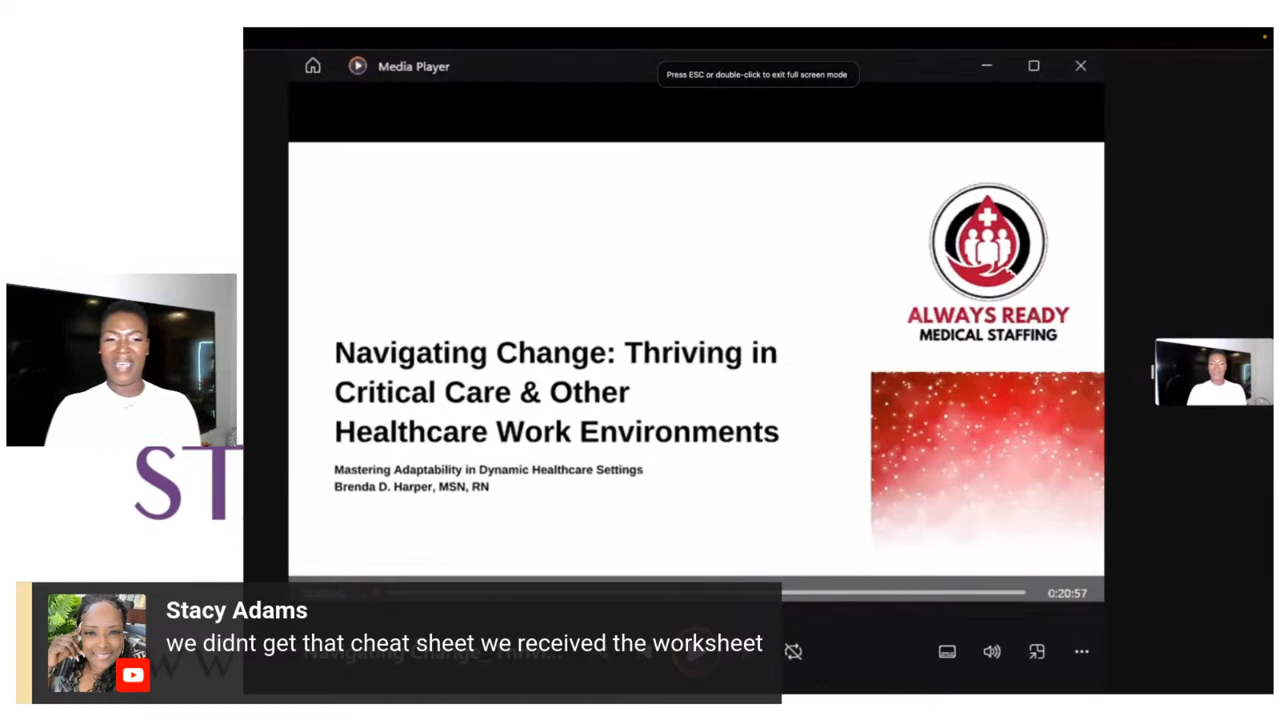 Media Player
Press ESC or double-click to exit full screen mode
ALWAYS READY
MEDICAL STAFFING
Navigating Change: Thriving in
Critical Care & Other
Healthcare Work Environments
Mastering Adaptability in Dynamic Healthcare Settings
Brenda D. Harper, MSN, RN
ST
0:20:57
Stacy Adams
we didnt get that cheat sheet we received the worksheet